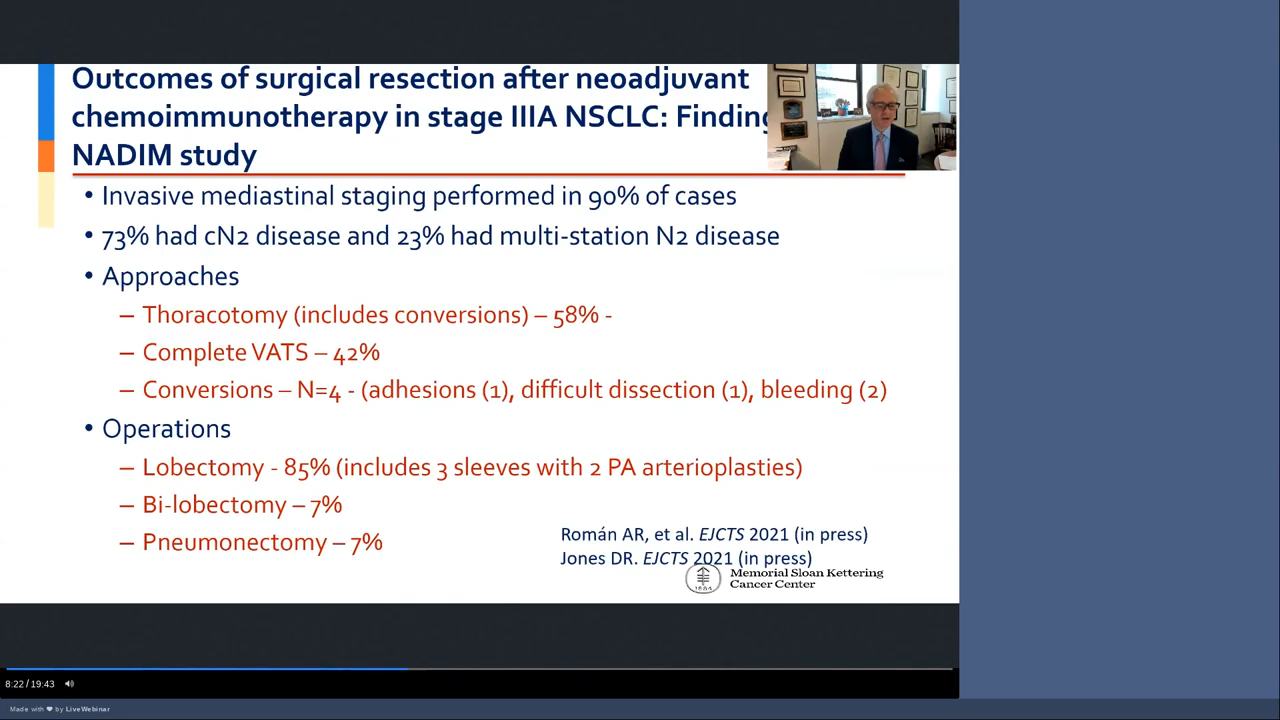 Outcomes of surgical resection after neoadjuvant
chemoimmunotherapy in stage IIIA NSCLC: Finding
NADIM study
• Invasive mediastinal staging performed in 90% of cases
• 73% had cN2 disease and 23% had multi-station N2 disease
• Approaches
– Thoracotomy (includes conversions) – 58% -
– Complete VATS – 42%
– Conversions – N=4 - (adhesions (1), difficult dissection (1), bleeding (2)
• Operations
– Lobectomy - 85% (includes 3 sleeves with 2 PA arterioplasties)
– Bi-lobectomy – 7%
– Pneumonectomy – 7%
Román AR, et al. EJCTS 2021 (in press)
Jones DR. EJCTS 2021 (in press)
1884
Memorial Sloan Kettering
Cancer Center
8:22 / 19:43
Made with ❤ by LiveWebinar